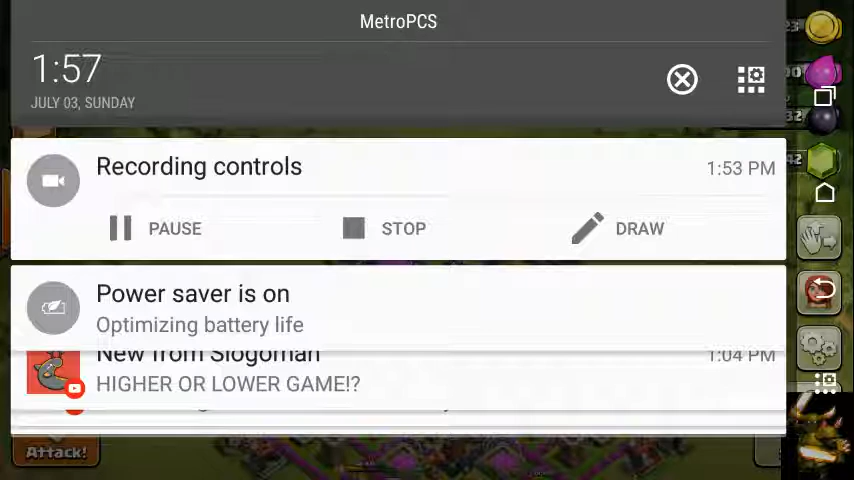 MetroPCS
1:57
JULY 03, SUNDAY
Recording controls
1:53 PM
PAUSE
STOP
DRAW
Power saver is on
Optimizing battery life
New from Slogoman
1:04 PM
HIGHER OR LOWER GAME!?
Attack!